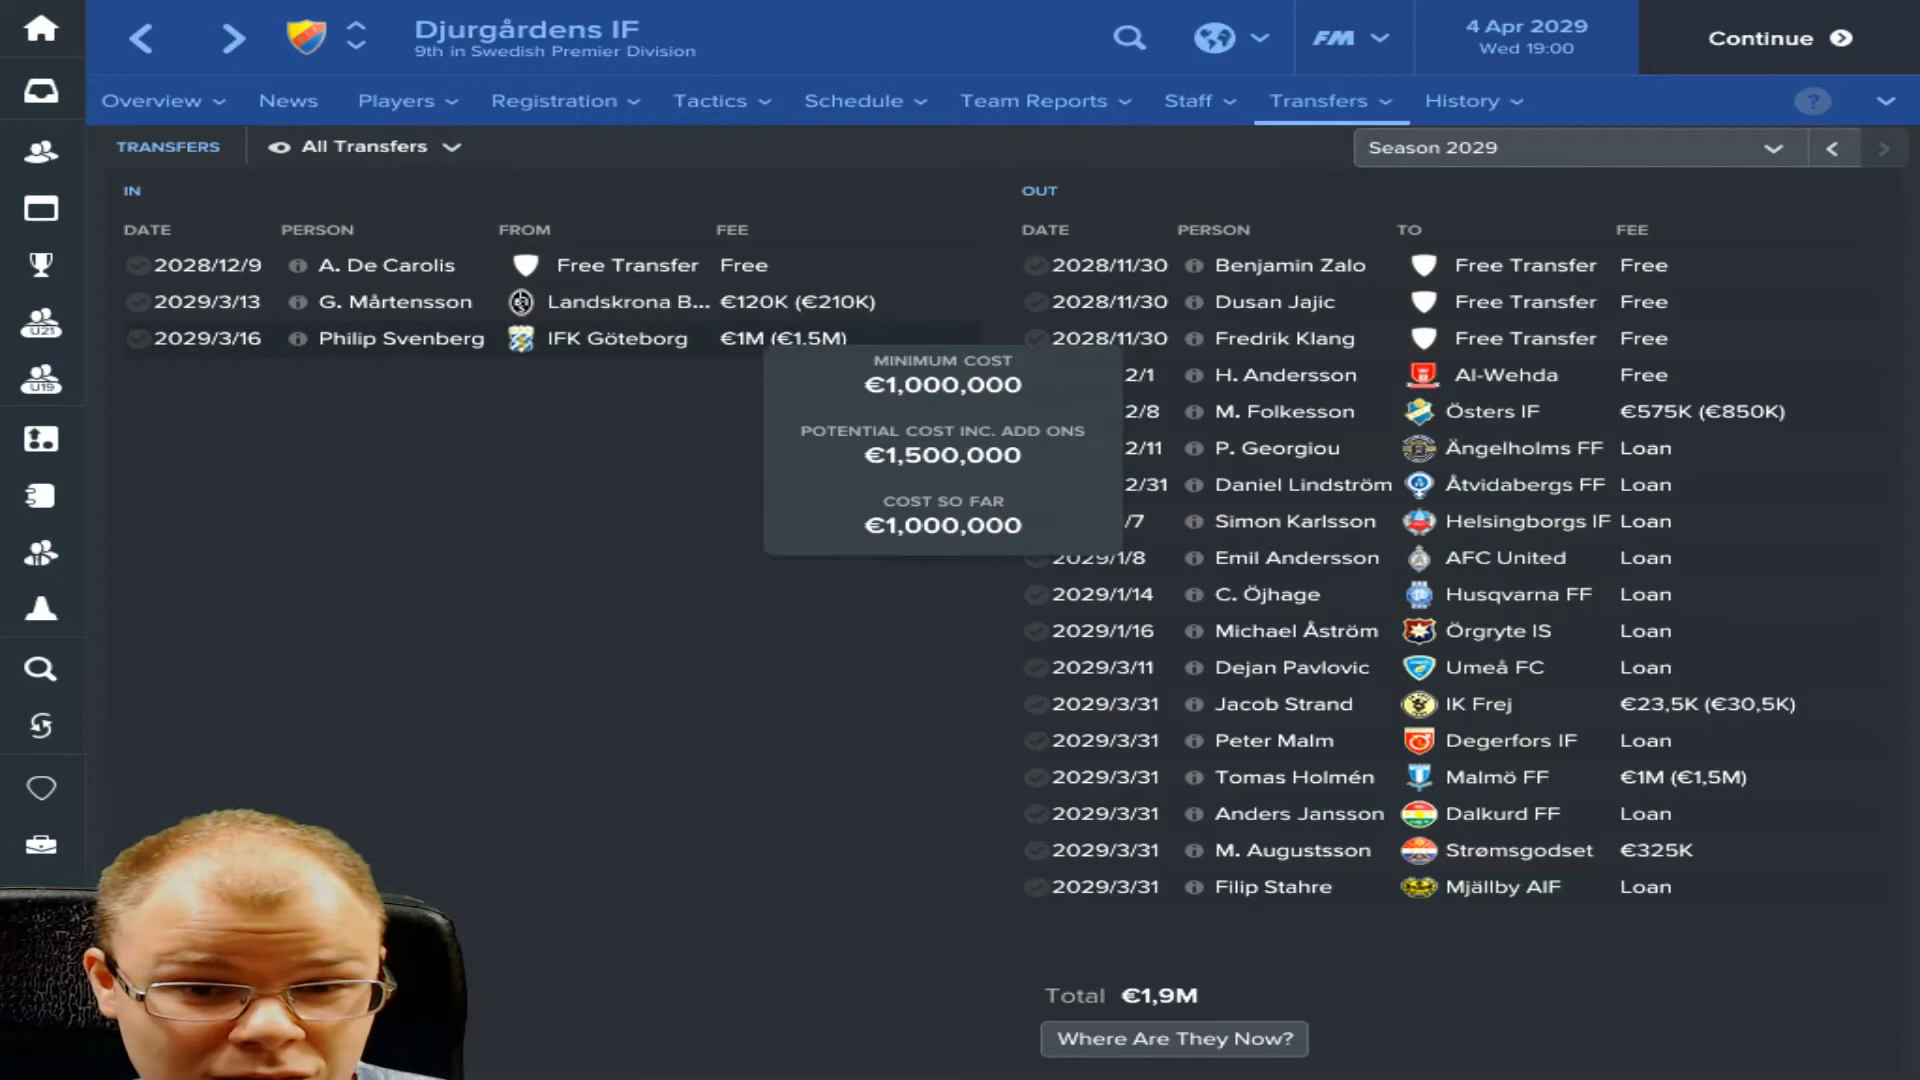 Djurgårdens IF
9th in Swedish Premier Division
FM
4 Apr 2029
Wed 19:00
Continue
Overview News Players Registration Tactics Schedule Team Reports Staff Transfers History ?
TRANSFERS All Transfers Season 2029
IN
DATE PERSON FROM FEE
2028/12/9 A. De Carolis Free Transfer Free
2029/3/13 G. Mårtensson Landskrona B... €120K (€210K)
2029/3/16 Philip Svenberg IFK Göteborg €1M (€1.5M)
MINIMUM COST
€1,000,000
POTENTIAL COST INC. ADD ONS
€1,500,000
COST SO FAR
€1,000,000
OUT
DATE PERSON TO FEE
2028/11/30 Benjamin Zalo Free Transfer Free
2028/11/30 Dusan Jajic Free Transfer Free
2028/11/30 Fredrik Klang Free Transfer Free
2/1 H. Andersson Al-Wehda Free
2/8 M. Folkesson Östers IF €575K (€850K)
2/11 P. Georgiou Ängelholms FF Loan
2/31 Daniel Lindström Åtvidabergs FF Loan
/7 Simon Karlsson Helsingborgs IF Loan
2029/1/8 Emil Andersson AFC United Loan
2029/1/14 C. Öjhage Husqvarna FF Loan
2029/1/16 Michael Åström Örgryte IS Loan
2029/3/11 Dejan Pavlovic Umeå FC Loan
2029/3/31 Jacob Strand IK Frej €23,5K (€30,5K)
2029/3/31 Peter Malm Degerfors IF Loan
2029/3/31 Tomas Holmén Malmö FF €1M (€1,5M)
2029/3/31 Anders Jansson Dalkurd FF Loan
2029/3/31 M. Augustsson Strømsgodset €325K
2029/3/31 Filip Stahre Mjällby AIF Loan
Total €1,9M
Where Are They Now?
U21
U19